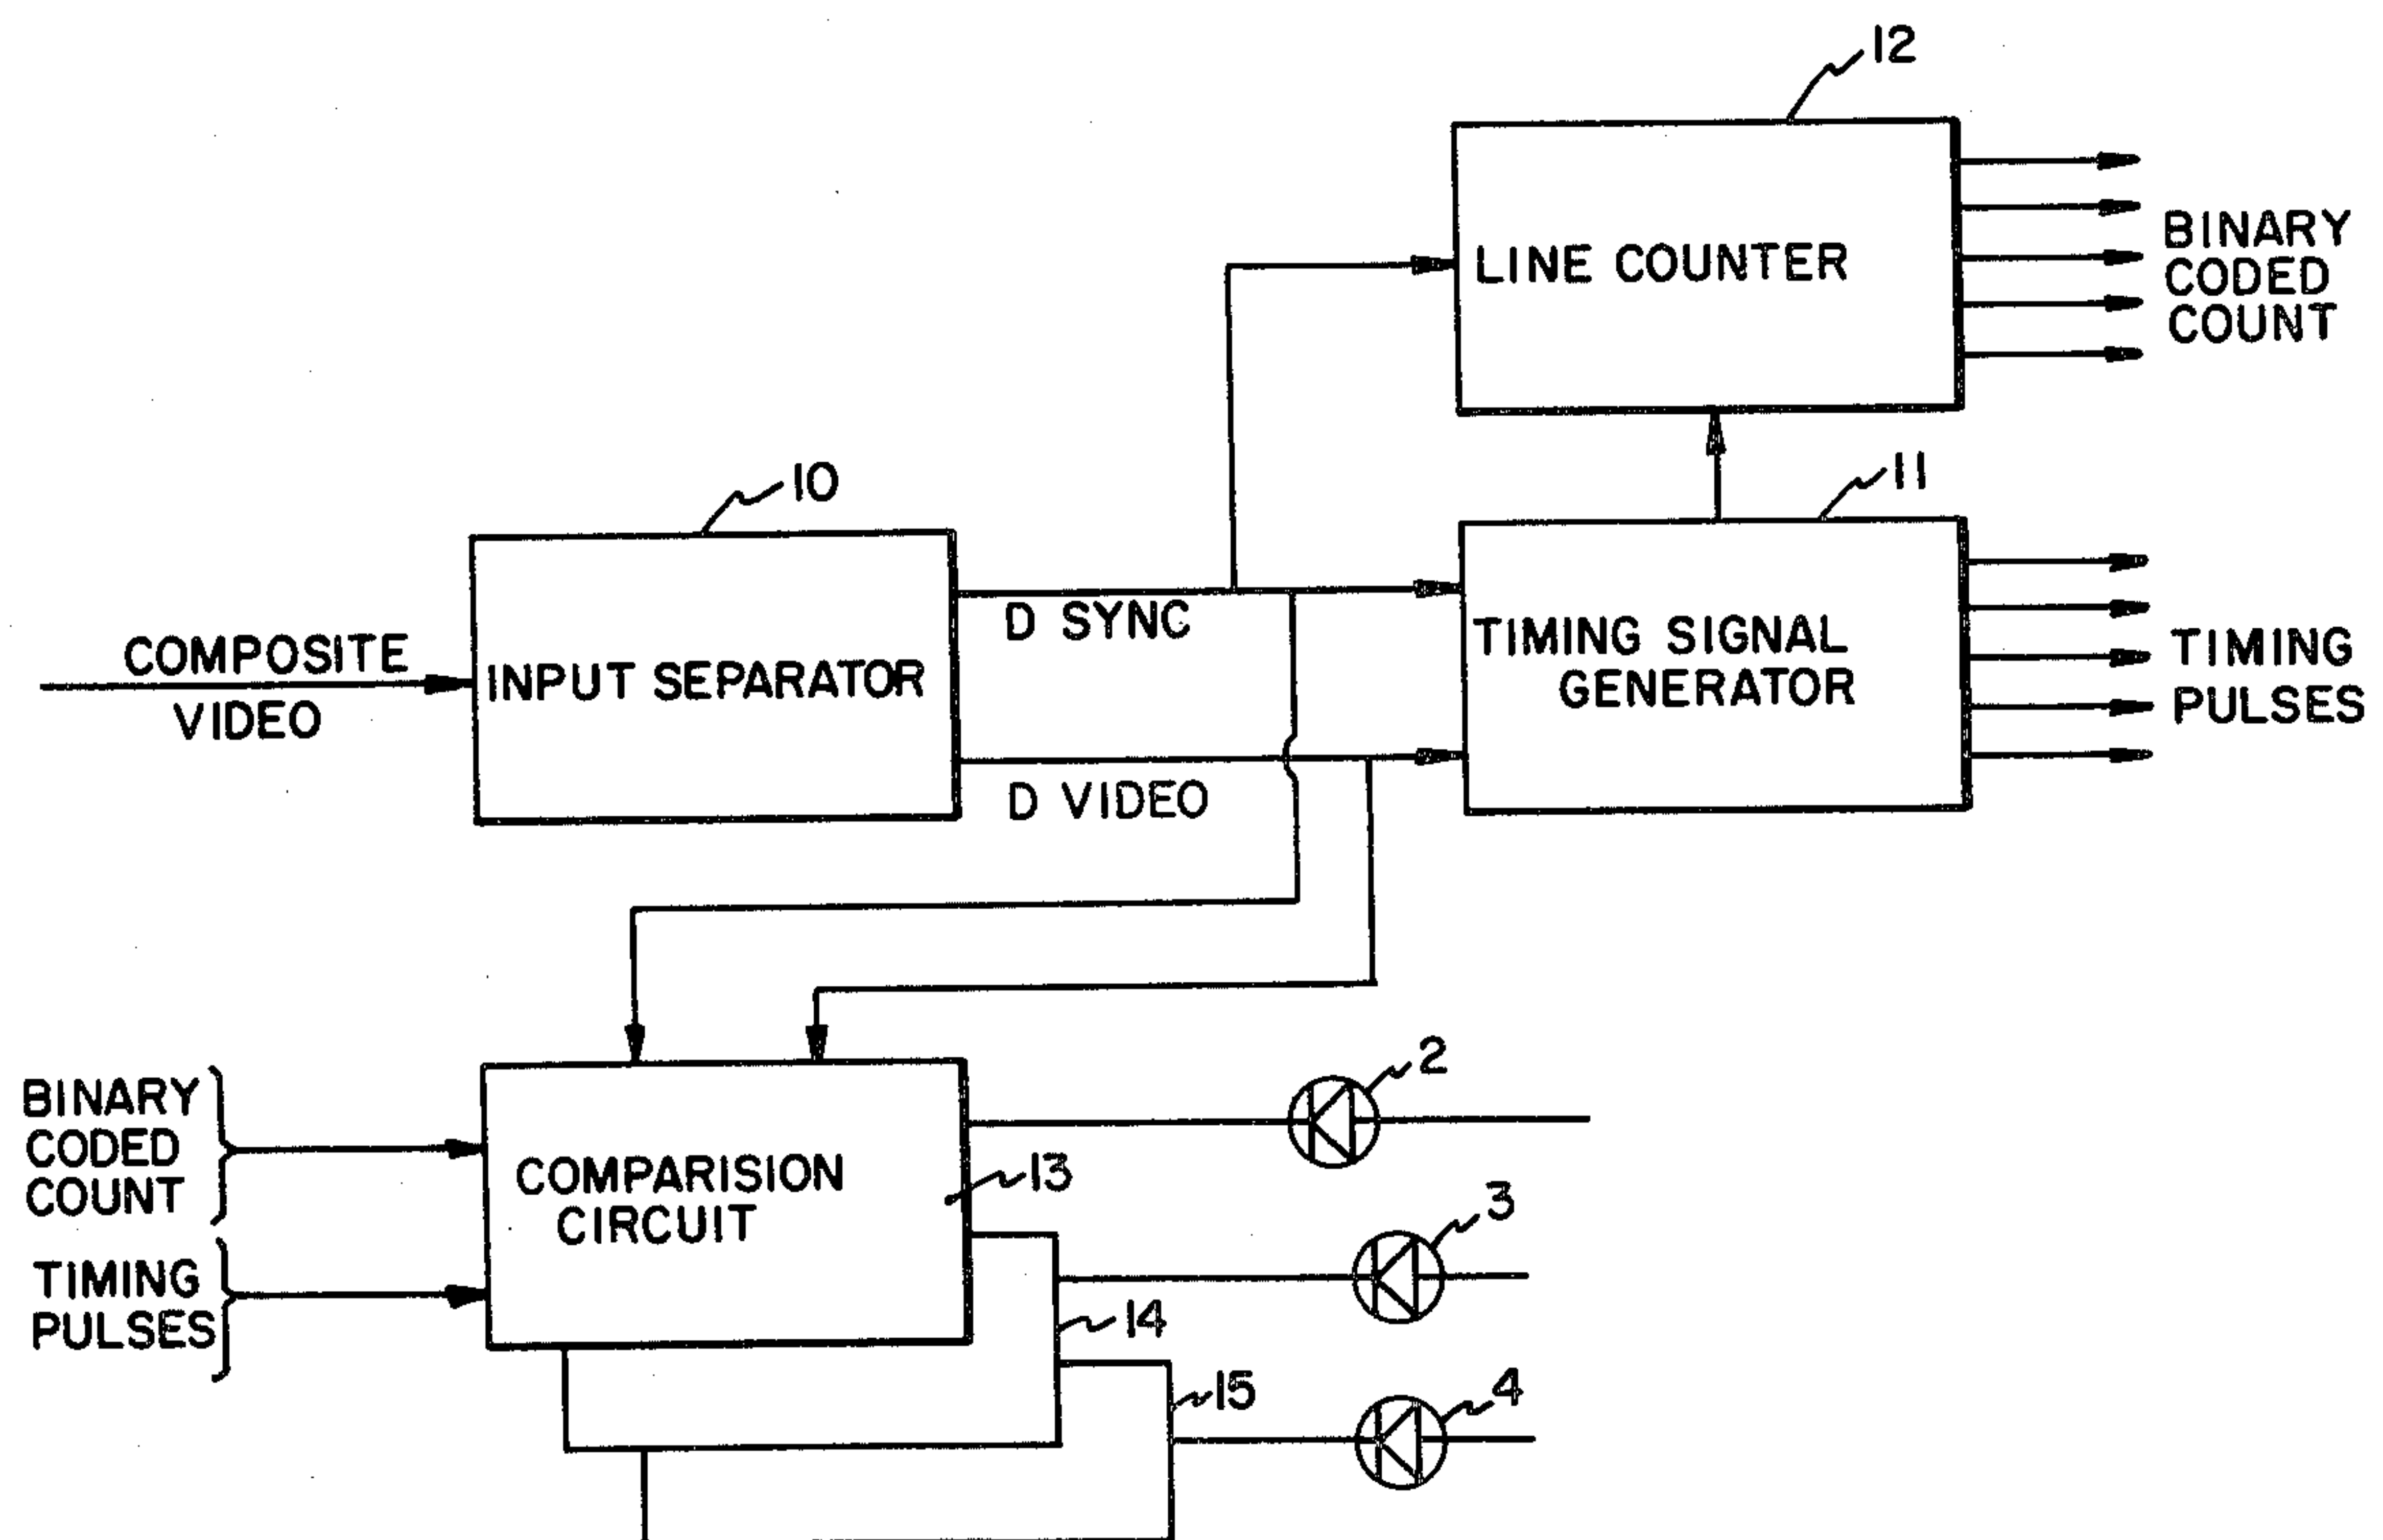 12
LINE COUNTER
BINARY
CODED
COUNT
10
11
COMPOSITE
VIDEO
INPUT SEPARATOR
D SYNC
D VIDEO
TIMING SIGNAL
GENERATOR
TIMING
PULSES
BINARY
CODED
COUNT
TIMING
PULSES
COMPARISION
CIRCUIT
13
2
3
14
15
4